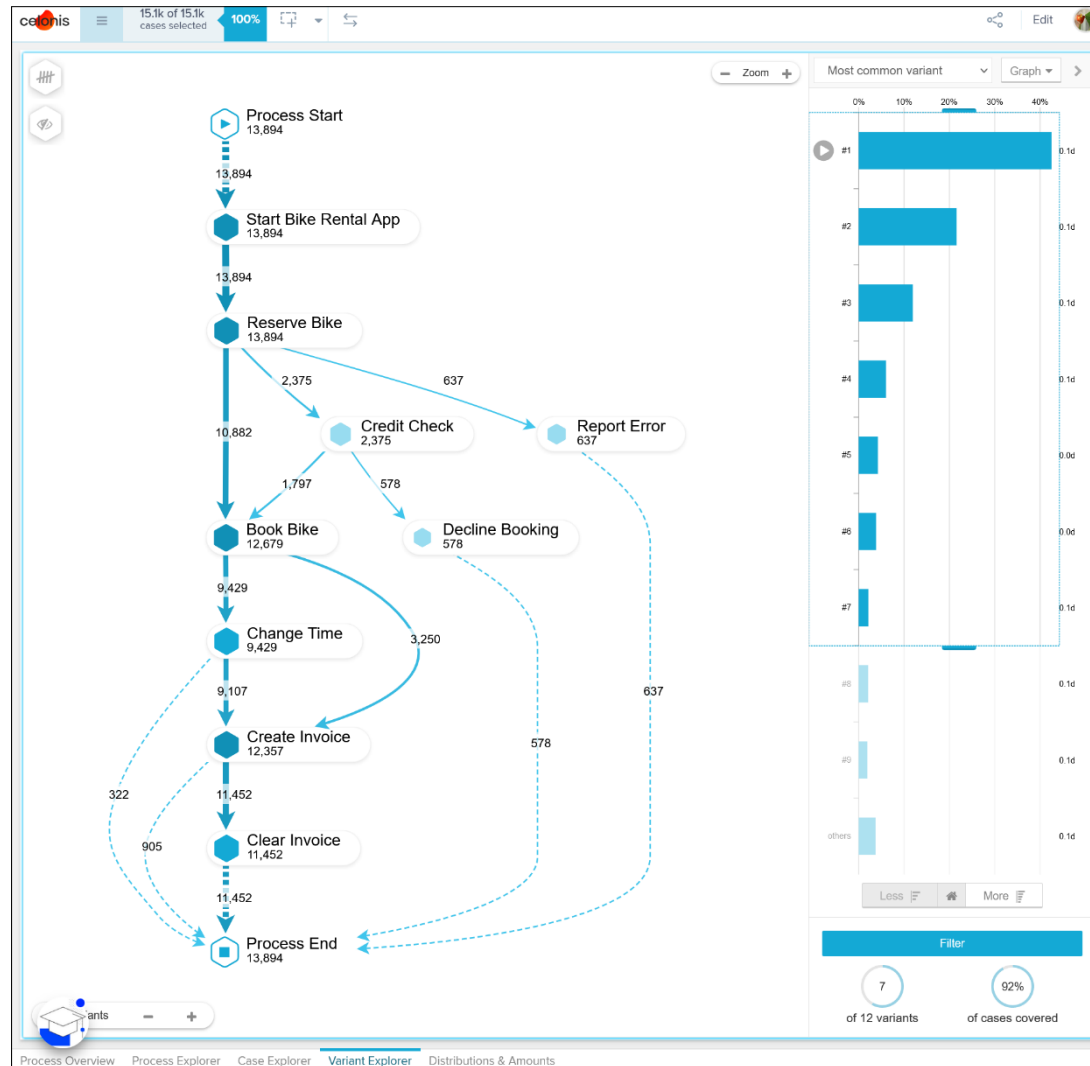 celonis
15.1k of 15.1k
cases selected
100%
Edit
Zoom
Most common variant
Graph
Process Start
13,894
13,894
Start Bike Rental App
13,894
13,894
Reserve Bike
13,894
2,375
637
10,882
Credit Check
2,375
Report Error
637
1,797
578
Book Bike
12,679
Decline Booking
578
9,429
Change Time
9,429
3,250
9,107
637
Create Invoice
12,357
578
322
11,452
905
Clear Invoice
11,452
11,452
Process End
13,894
0%
10%
20%
30%
40%
#1
0.1d
#2
0.1d
#3
0.1d
#4
0.1d
#5
0.0d
#6
0.0d
#7
0.1d
#8
0.1d
#9
0.1d
others
0.1d
Less
More
Filter
7
92%
of 12 variants
of cases covered
Process Overview
Process Explorer
Case Explorer
Variant Explorer
Distributions & Amounts